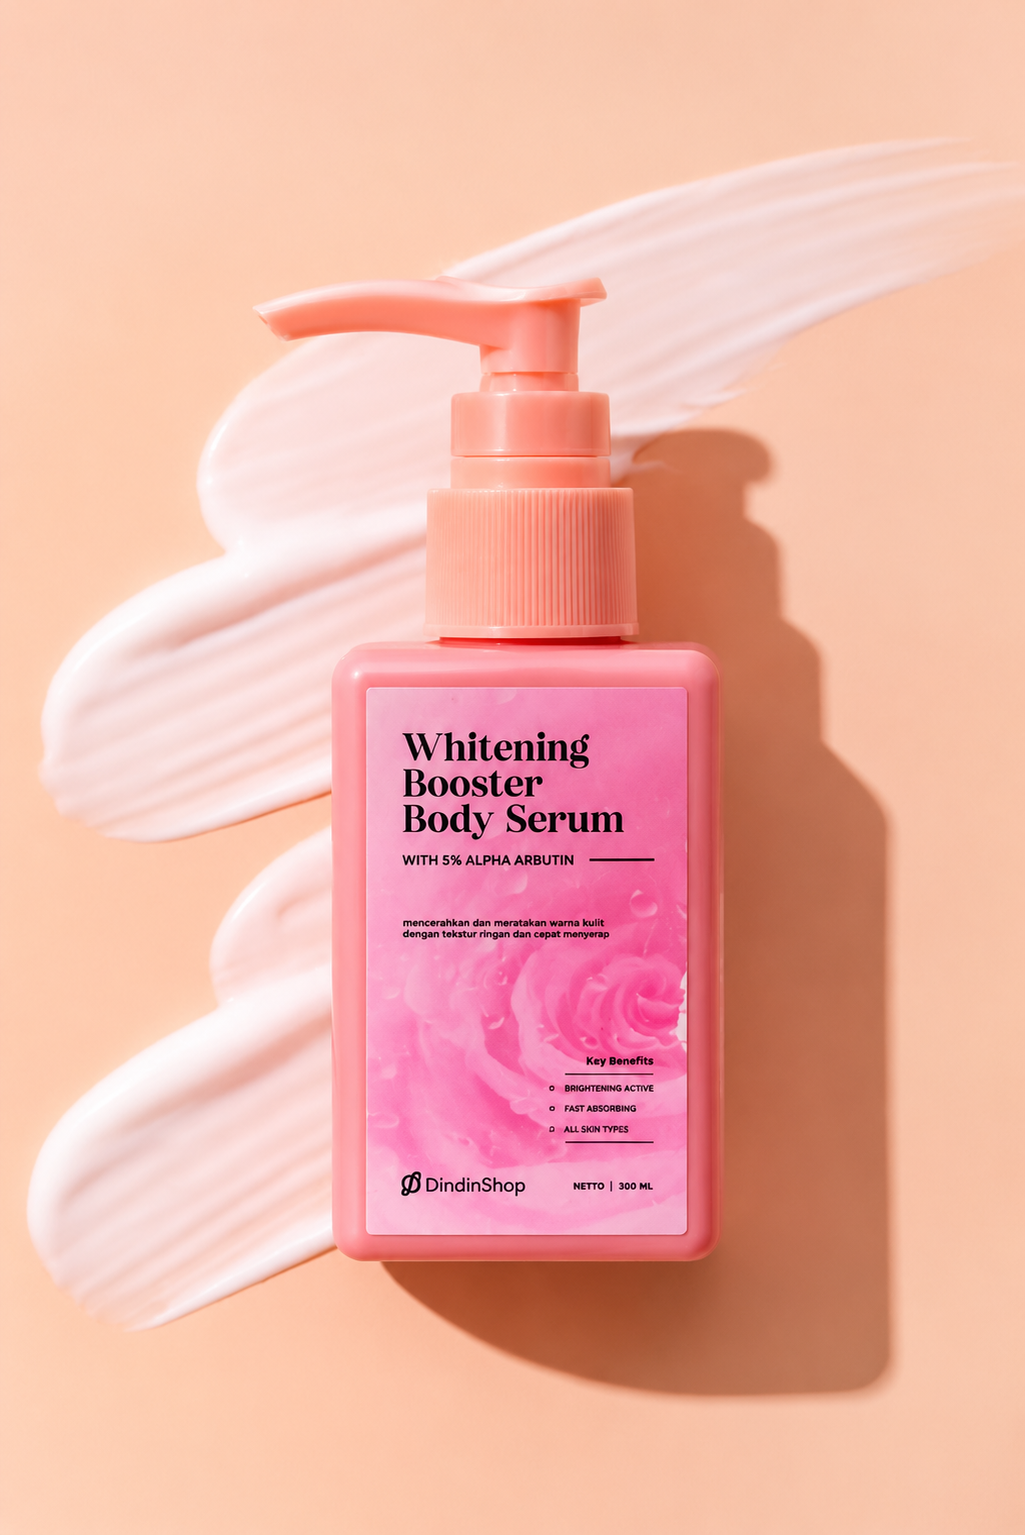 Whitening
Booster
Body Serum
WITH 5% ALPHA ARBUTIN
mencerahkan dan meratakan warna kulit
dengan tekstur ringan dan cepat menyerap
Key Benefits
BRIGHTENING ACTIVE
FAST ABSORBING
ALL SKIN TYPES
DindinShop
NETTO | 300 ML